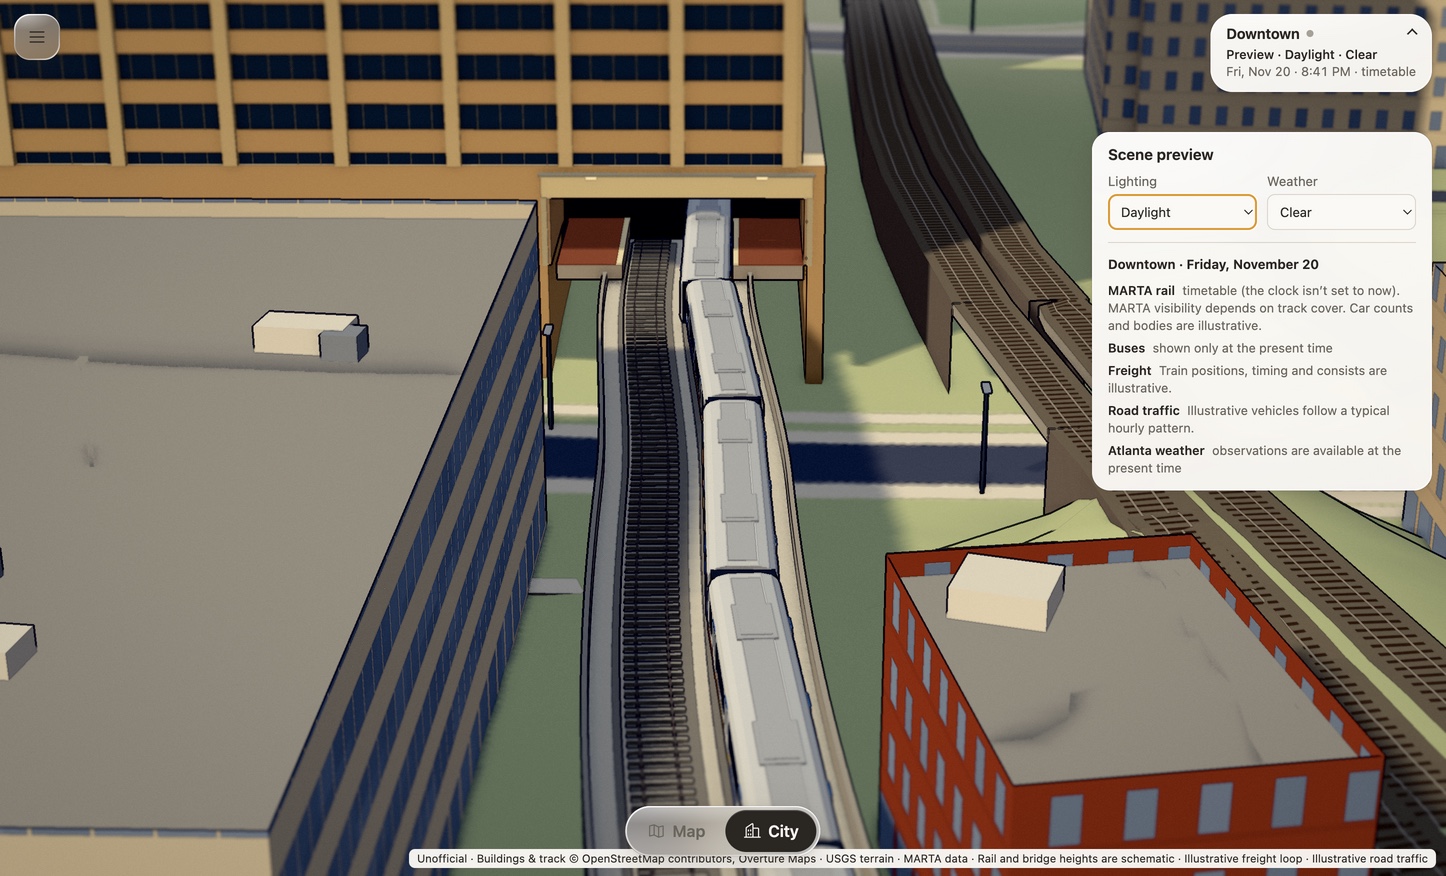 Downtown
Preview · Daylight · Clear
Fri, Nov 20 · 8:41 PM · timetable
Scene preview
Lighting
Weather
Daylight
Clear
Downtown · Friday, November 20
MARTA rail timetable (the clock isn’t set to now).
MARTA visibility depends on track cover. Car counts
and bodies are illustrative.
Buses shown only at the present time
Freight Train positions, timing and consists are
illustrative.
Road traffic Illustrative vehicles follow a typical
hourly pattern.
Atlanta weather observations are available at the
present time
Map
City
Unofficial · Buildings & track © OpenStreetMap contributors, Overture Maps · USGS terrain · MARTA data · Rail and bridge heights are schematic · Illustrative freight loop · Illustrative road traffic